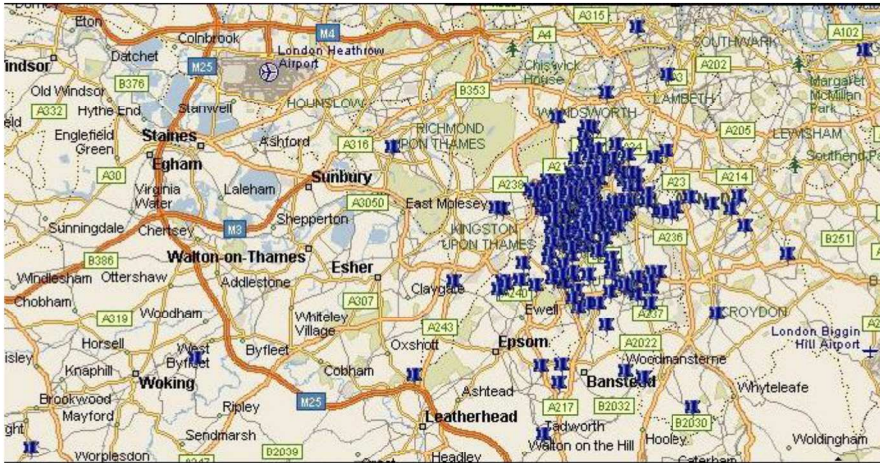 Eton
Colnbrook
M4
A4
A315
A102
London Heathrow
Airport
SOUTHWARK
Datchet
M25
Chiswick
House
A202
B376
B353
A3
Margaret
McMillan
Park
Old Windsor
Stanwell
LAMBETH
A332
Hythe End
HOUNSLOW
WANDSWORTH
Englefield
Green
Staines
Ashford
A316
RICHMOND
UPON THAMES
A205
LEWISHAM
Egham
A30
Sunbury
A238
A23
A214
Virginia
Water
Laleham
A3050
East Molesey
Sunningdale
Chertsey
M3
Shepperton
KINGSTON
UPON THAMES
A236
B251
B386
Walton-on-Thames
Windlesham
Ottershaw
Addlestone
Esher
Claygate
A240
Chobham
A307
A319
Woodham
Whiteley
Village
Ewell
A237
CROYDON
A243
London Biggin
Hill Airport
Horsell
West
Byfleet
Byfleet
Oxshott
Epsom
A2022
Woodmansterne
Knaphill
Woking
Cobham
Banstead
Whyteleafe
Brookwood
M25
Ashtead
Mayford
Ripley
Leatherhead
A217
B2032
B2030
Sendmarsh
Tadworth
Walton on the Hill
Hooley
Woldingham
Worplesdon
B2039
Headley
Caterham